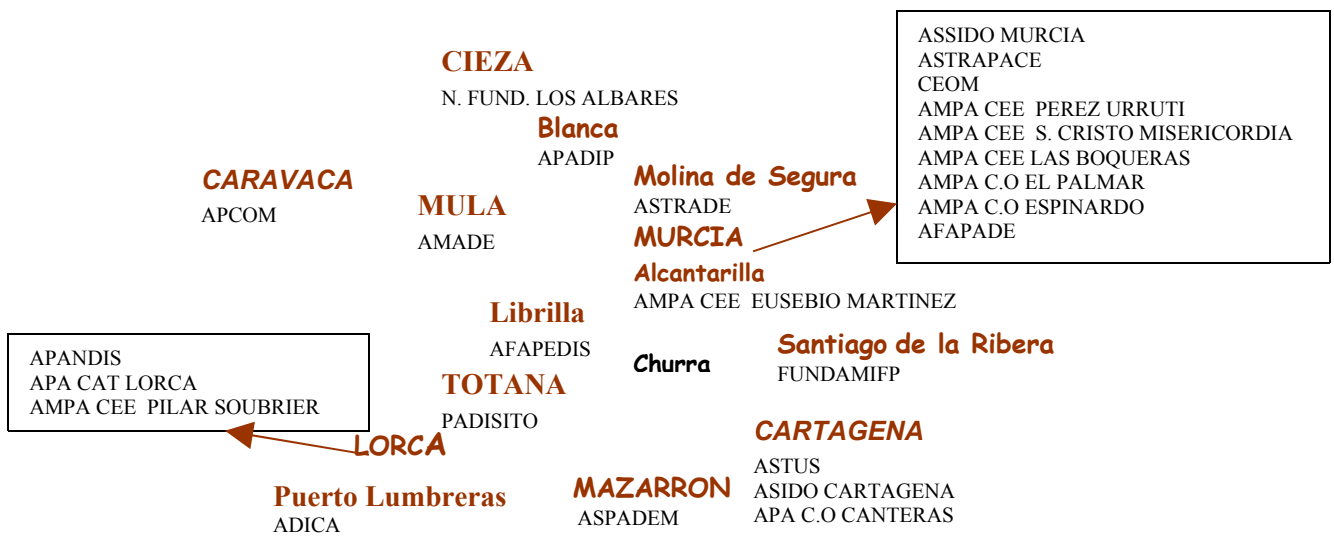 CIEZA
N. FUND. LOS ALBARES
Blanca
APADIP
CARAVACA
APCOM
MULA
AMADE
Molina de Segura
ASTRADE
MURCIA
Alcantarilla
AMPA CEE EUSEBIO MARTINEZ
ASSIDO MURCIA
ASTRAPACE
CEOM
AMPA CEE PEREZ URRUTI
AMPA CEE S. CRISTO MISERICORDIA
AMPA CEE LAS BOQUERAS
AMPA C.O EL PALMAR
AMPA C.O ESPINARDO
AFAPADE
Librilla
AFAPEDIS
Churra
Santiago de la Ribera
FUNDAMIFP
APANDIS
APA CAT LORCA
AMPA CEE PILAR SOUBRIER
TOTANA
PADISITO
LORCA
CARTAGENA
ASTUS
ASIDO CARTAGENA
APA C.O CANTERAS
Puerto Lumbreras
ADICA
MAZARRON
ASPADEM